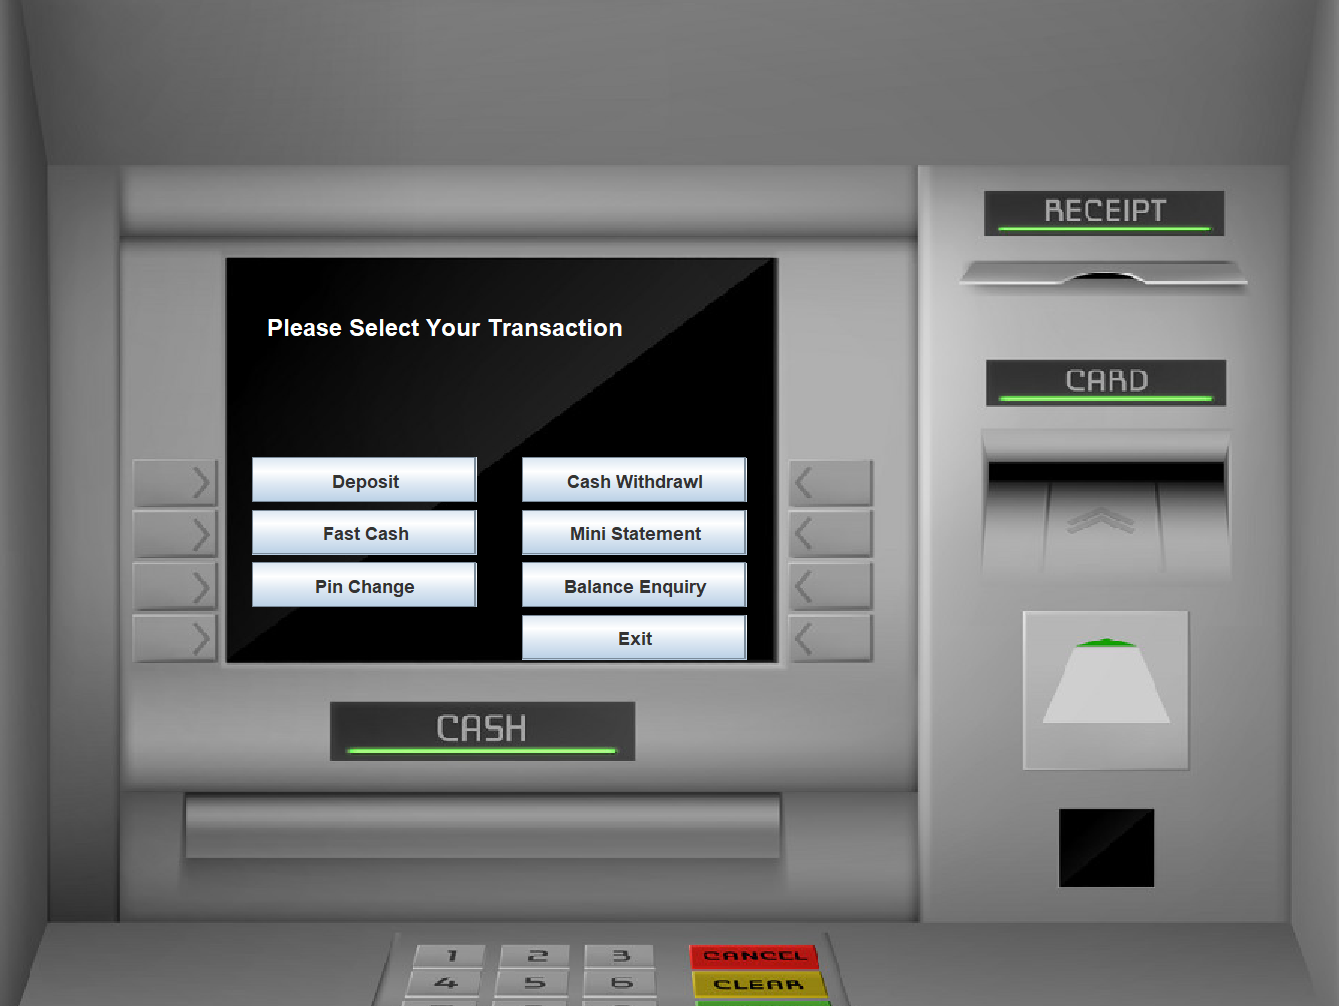 RECEIPT
Please Select Your Transaction
CARD
Deposit
Cash Withdrawl
Fast Cash
Mini Statement
Pin Change
Balance Enquiry
Exit
CASH
1 2 3 CANCEL
4 5 6 CLEAR